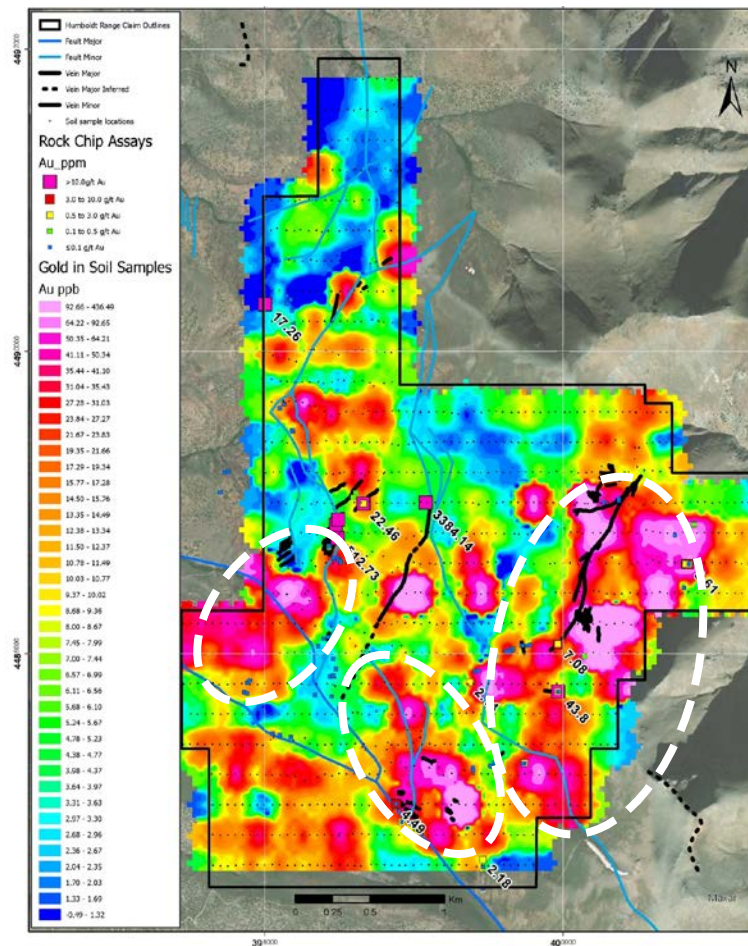 Humboldt Range Claim Outlines
Fault Major
Fault Minor
Vein Major
Vein Major Inferred
Vein Minor
Soil sample locations
Rock Chip Assays
Au_ppm
>10.0g/t Au
3.0 to 10.0 g/t Au
0.5 to 3.0 g/t Au
0.1 to 0.5 g/t Au
≤0.1 g/t Au
Gold in Soil Samples
Au ppb
92.66 - 436.49
64.22 - 92.65
50.35 - 64.21
41.11 - 50.34
35.44 - 41.10
31.04 - 35.43
27.28 - 31.03
23.84 - 27.27
21.67 - 23.83
19.35 - 21.66
17.29 - 19.34
15.77 - 17.28
14.50 - 15.76
13.35 - 14.49
12.38 - 13.34
11.50 - 12.37
10.78 - 11.49
10.03 - 10.77
9.37 - 10.02
8.68 - 9.36
8.00 - 8.67
7.45 - 7.99
7.00 - 7.44
6.57 - 6.99
6.11 - 6.56
5.68 - 6.10
5.24 - 5.67
4.78 - 5.23
4.38 - 4.77
3.98 - 4.37
3.64 - 3.97
3.31 - 3.63
2.97 - 3.30
2.68 - 2.96
2.36 - 2.67
2.04 - 2.35
1.70 - 2.03
1.33 - 1.69
-0.49 - 1.32
N
17.26
22.46
3384.14
7.08
43.8
4.49
2.18
0
0.25
0.5
1
Km
Maxar